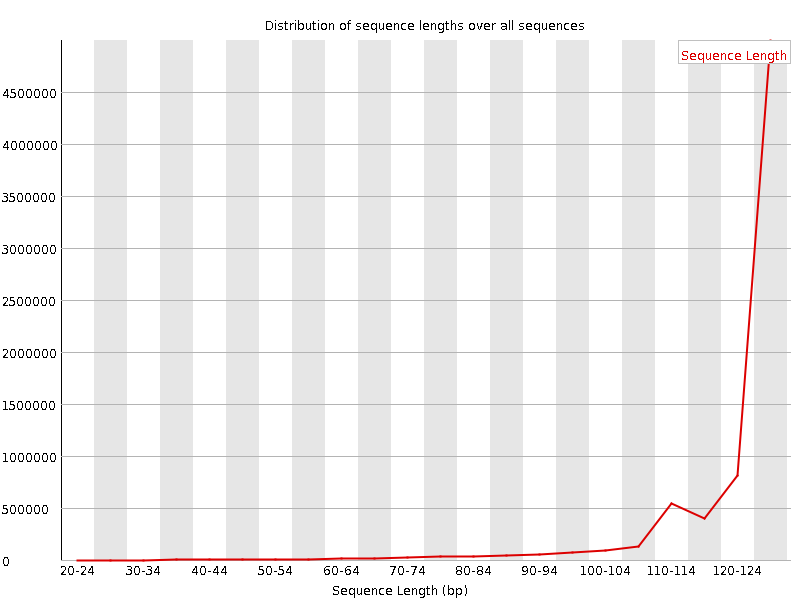 Distribution of sequence lengths over all sequences
Sequence Length
4500000
4000000
3500000
3000000
2500000
2000000
1500000
1000000
500000
0
20-24 30-34 40-44 50-54 60-64 70-74 80-84 90-94 100-104 110-114 120-124
Sequence Length (bp)